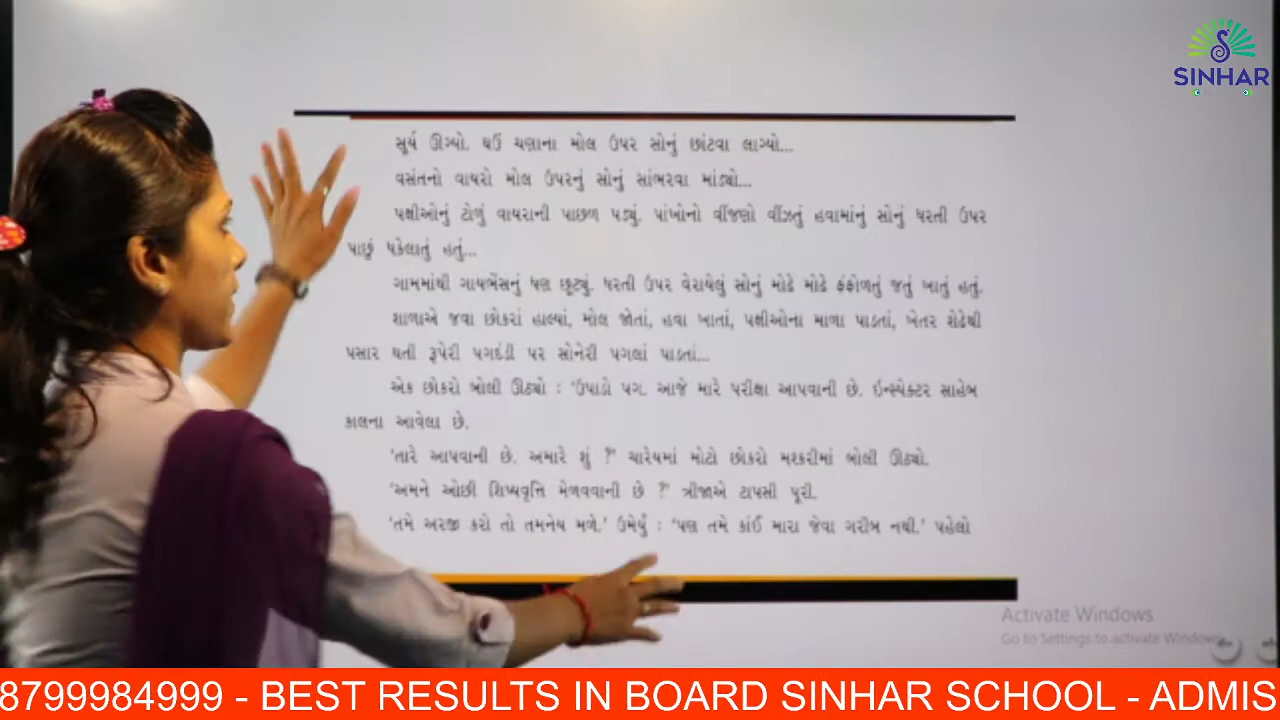 SINHAR
સૂર્ય ઊગ્યો. ઘઉં ચણાના મોલ ઉપર સોનું છાંટવા લાગ્યો...
વસંતનો વાયરો મોલ ઉપરનું સોનું સાંભરવા માંડ્યો...
પક્ષીઓનું ટોળું વાયરાની પાછળ પડ્યું. પાંખોનો વીંજણો વીંઝતું હવામાંનું સોનું ધરતી ઉપર
પાછું ધકેલાતું હતું...
ગામમાંથી ગાયભેંસનું ધણ છૂટ્યું. ધરતી ઉપર વેરાયેલું સોનું મોઢે મોઢે ફંફોળતું જતું ખાતું હતું.
શાળાએ જવા છોકરાં હાલ્યાં, મોલ જોતાં, હવા ખાતાં, પક્ષીઓના માળા પાડતાં, ખેતર શેઢેથી
પસાર થતી રૂપેરી પગદંડી પર સોનેરી પગલાં પાડતાં...
એક છોકરો બોલી ઊઠ્યો : 'ઉપાડો પગ. આજે મારે પરીક્ષા આપવાની છે. ઇન્સ્પેક્ટર સાહેબ
કાલના આવેલા છે.
'તારે આપવાની છે. અમારે શું ?' ચારેયમાં મોટો છોકરો મશ્કરીમાં બોલી ઊઠ્યો.
'અમને ઓછી શિષ્યવૃત્તિ મેળવવાની છે ?' ત્રીજાએ ટાપસી પૂરી.
'તમે અરજી કરો તો તમનેય મળે.' ઉમેર્યું : 'પણ તમે કાંઈ મારા જેવા ગરીબ નથી.' પહેલો
Activate Windows
Go to Settings to activate Windows.
8799984999 - BEST RESULTS IN BOARD SINHAR SCHOOL - ADMIS